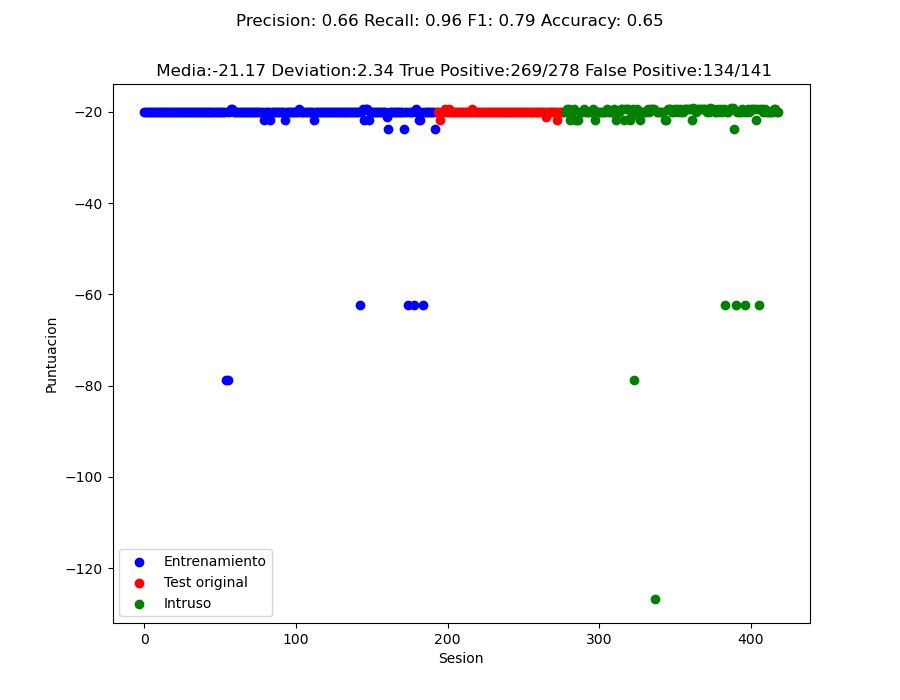 Precision: 0.66 Recall: 0.96 F1: 0.79 Accuracy: 0.65
Media:-21.17 Deviation:2.34 True Positive:269/278 False Positive:134/141
−20
−40
−60
−80
−100
−120
Puntuacion
Entrenamiento
Test original
Intruso
0
100
200
300
400
Sesion